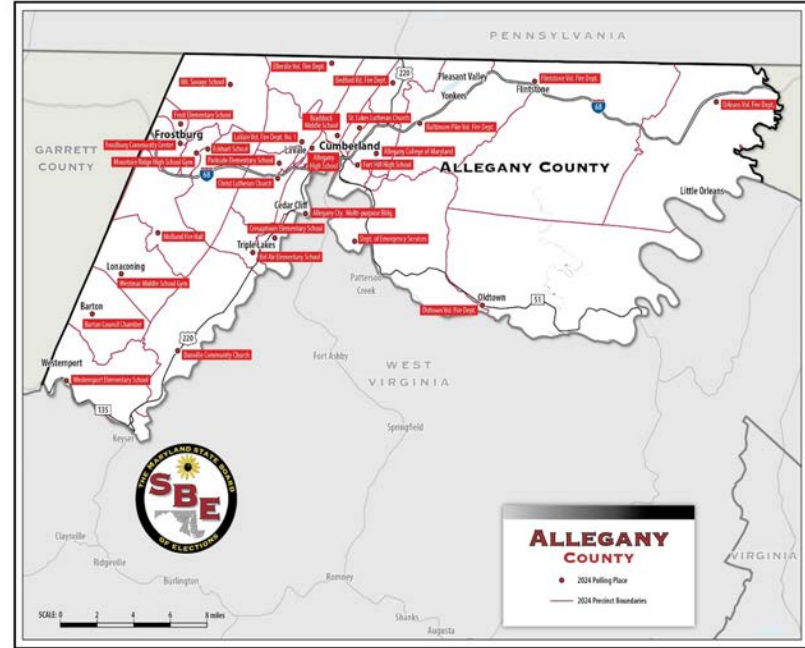 PENNSYLVANIA
Ellerslie Vol. Fire Dept.
Mt. Savage School
Bedford Rd. Fire Dept.
220
Pleasant Valley
Yonkers
Flintstone Vol. Fire Dept.
Flintstone
68
Orleans Vol. Fire Dept.
Frost Elementary School
Frostburg
Braddock
Middle School
St. Lukes Lutheran Church
Baltimore Pike Vol. Fire Dept.
GARRETT
COUNTY
Frostburg Community Center
Eckhart School
LaVale Vol. Fire Dept. No. 1
LaVale
Cumberland
Allegany College of Maryland
Mountain Ridge High School Gym
Parkside Elementary School
Allegany
High School
Fort Hill High School
ALLEGANY COUNTY
68
Christ Lutheran Church
Little Orleans
Cedar Cliff
Allegany Cty. Multi-purpose Bldg.
Midland Fire Hall
Cresaptown Elementary School
Dept. of Emergency Services
Triple Lakes
Bel Air Elementary School
Lonaconing
Westmar Middle School Gym
Patterson
Creek
Oldtown
51
Oldtown Vol. Fire Dept.
Barton
Barton Council Chamber
220
Westernport
Fort Ashby
WEST
VIRGINIA
Westernport Elementary School
135
Keyser
Springfield
THE MARYLAND STATE BOARD
SBE
OF ELECTIONS
ALLEGANY
COUNTY
2024 Polling Place
2024 Precinct Boundaries
Claysville
Ridgeville
VIRGINIA
Burlington
Romney
SCALE: 0 2 4 6 8 miles
Shanks
Augusta